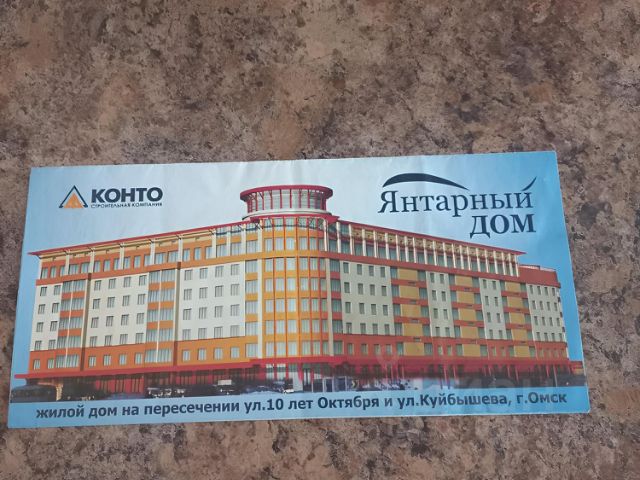 КОНТО
СТРОИТЕЛЬНАЯ КОМПАНИЯ
Янтарный
ДОМ
жилой дом на пересечении ул.10 лет Октября и ул.Куйбышева, г.Омск